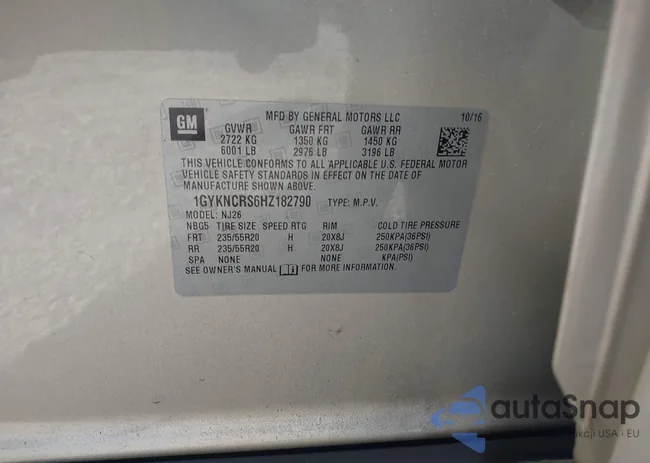 GM
MFD BY GENERAL MOTORS LLC 10/16
GVWR GAWR FRT GAWR RR
2722 KG 1350 KG 1450 KG
6001 LB 2976 LB 3196 LB
THIS VEHICLE CONFORMS TO ALL APPLICABLE U.S. FEDERAL MOTOR
VEHICLE SAFETY STANDARDS IN EFFECT ON THE DATE OF
MANUFACTURE SHOWN ABOVE.
1GYKNCRS6HZ182790 TYPE: M.P.V.
MODEL: NJ26
NBG5 TIRE SIZE SPEED RTG RIM COLD TIRE PRESSURE
FRT 235/55R20 H 20X8J 250KPA(36PSI)
RR 235/55R20 H 20X8J 250KPA(36PSI)
SPA NONE NONE KPA(PSI)
SEE OWNER'S MANUAL FOR MORE INFORMATION.
autaSnap
USA i EU